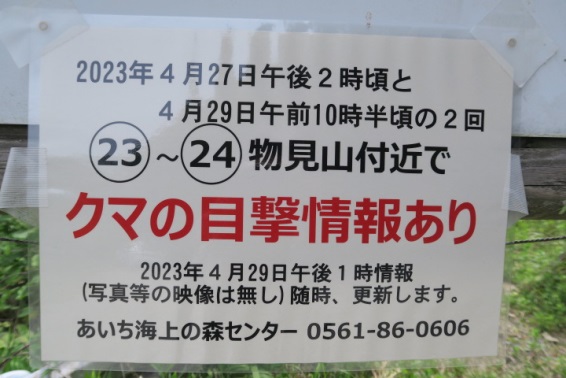 2023年4月27日午後2時頃と
4月29日午前10時半頃の2回
㉓~㉔物見山付近で
クマの目撃情報あり
2023年4月29日午後1時情報
(写真等の映像は無し)随時、更新します。
あいち海上の森センター 0561-86-0606